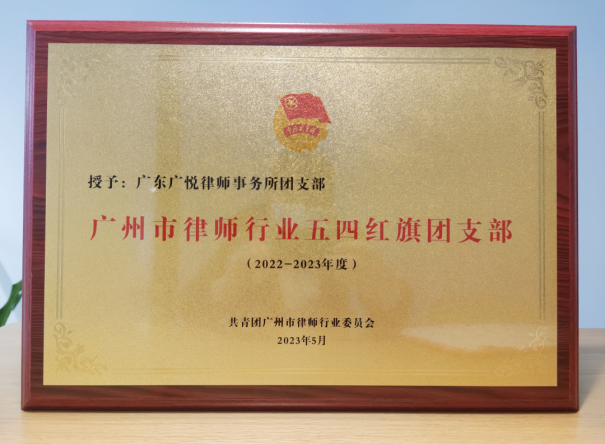 授予：广东广悦律师事务所团支部
广州市律师行业五四红旗团支部
（2022-2023年度）
共青团广州市律师行业委员会
2023年5月